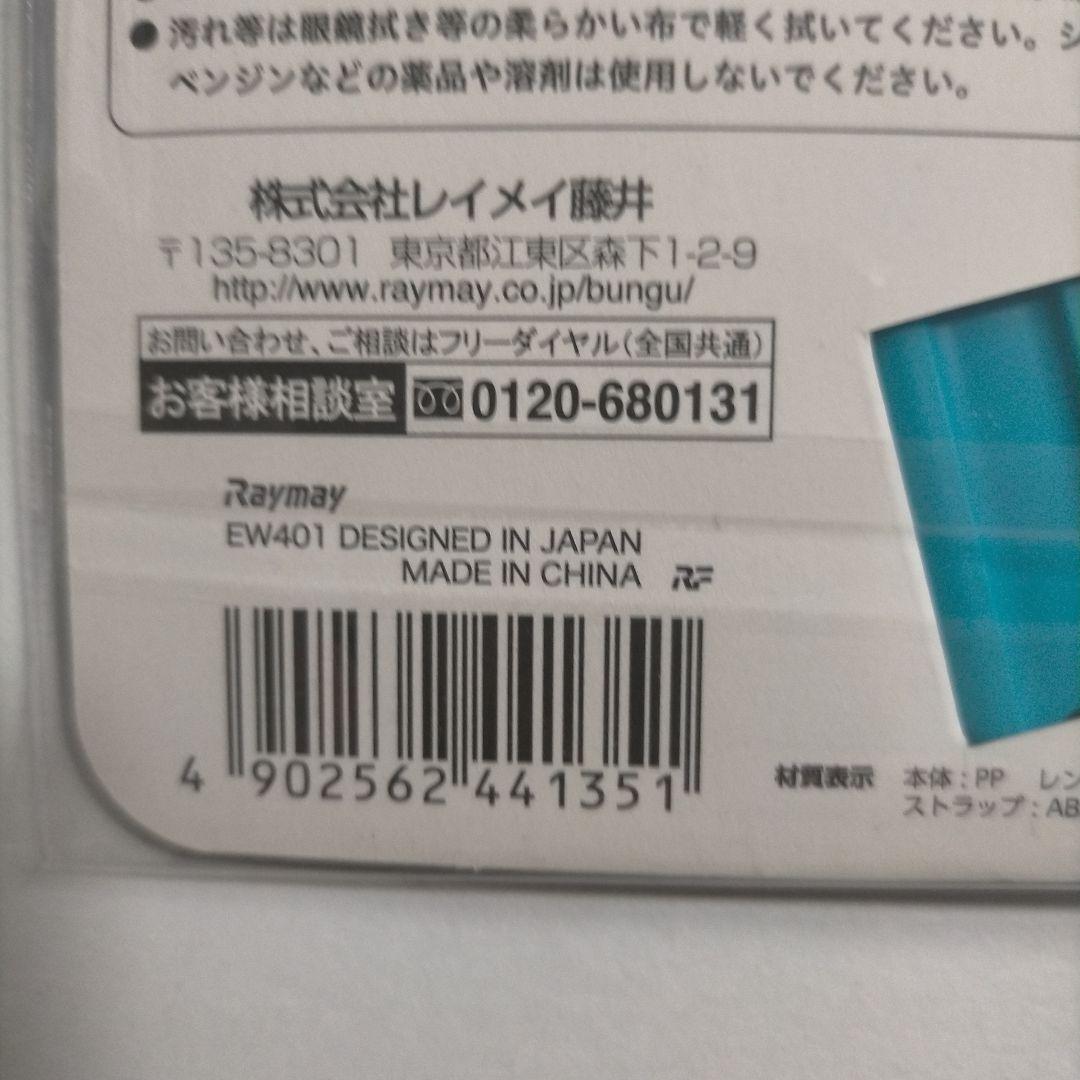 ●汚れ等は眼鏡拭き等の柔らかい布で軽く拭いてください。シ
ベンジンなどの薬品や溶剤は使用しないでください。
株式会社レイメイ藤井
〒135-8301 東京都江東区森下1-2-9
http://www.raymay.co.jp/bungu/
お問い合わせ、ご相談はフリーダイヤル(全国共通)
お客様相談室 0120-680131
Raymay
EW401 DESIGNED IN JAPAN
MADE IN CHINA RF
4 902562 441351
材質表示 本体:PP レン
ストラップ:AB